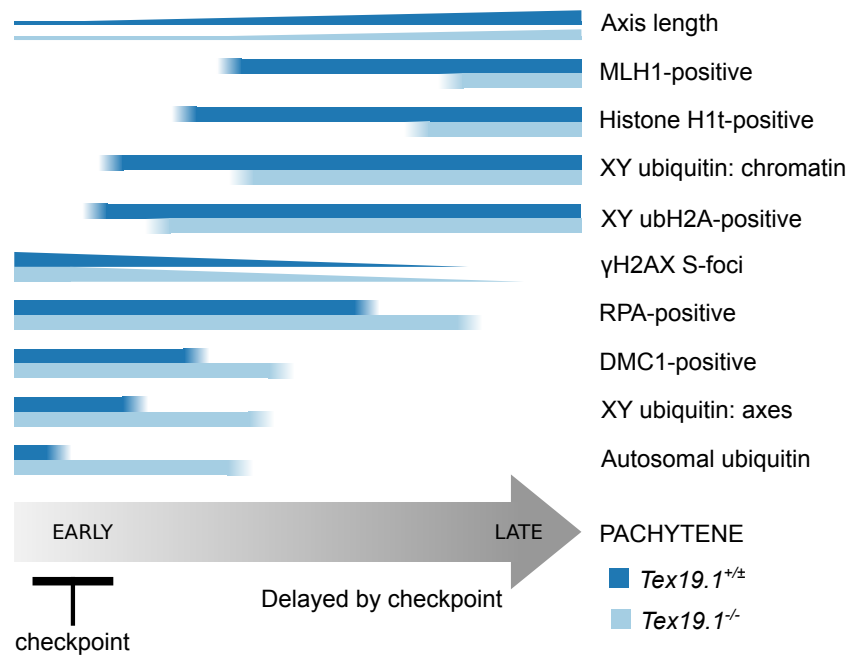 Axis length
MLH1-positive
Histone H1t-positive
XY ubiquitin: chromatin
XY ubH2A-positive
γH2AX S-foci
RPA-positive
DMC1-positive
XY ubiquitin: axes
Autosomal ubiquitin
EARLY
LATE
PACHYTENE
Tex19.1+/±
Delayed by checkpoint
Tex19.1-/-
checkpoint